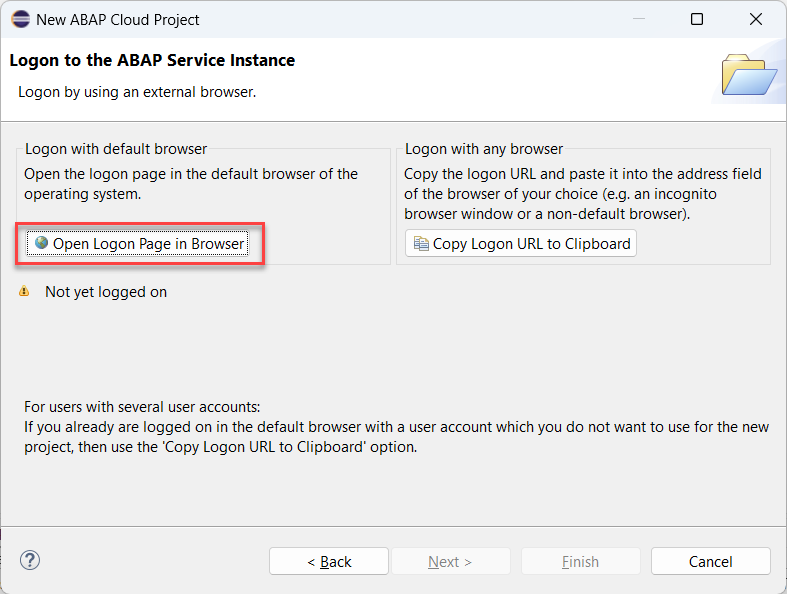 New ABAP Cloud Project
Logon to the ABAP Service Instance
Logon by using an external browser.
Logon with default browser
Open the logon page in the default browser of the
operating system.
Open Logon Page in Browser
Logon with any browser
Copy the logon URL and paste it into the address field
of the browser of your choice (e.g. an incognito
browser window or a non-default browser).
Copy Logon URL to Clipboard
Not yet logged on
For users with several user accounts:
If you already are logged on in the default browser with a user account which you do not want to use for the new
project, then use the 'Copy Logon URL to Clipboard' option.
?
< Back
Next >
Finish
Cancel